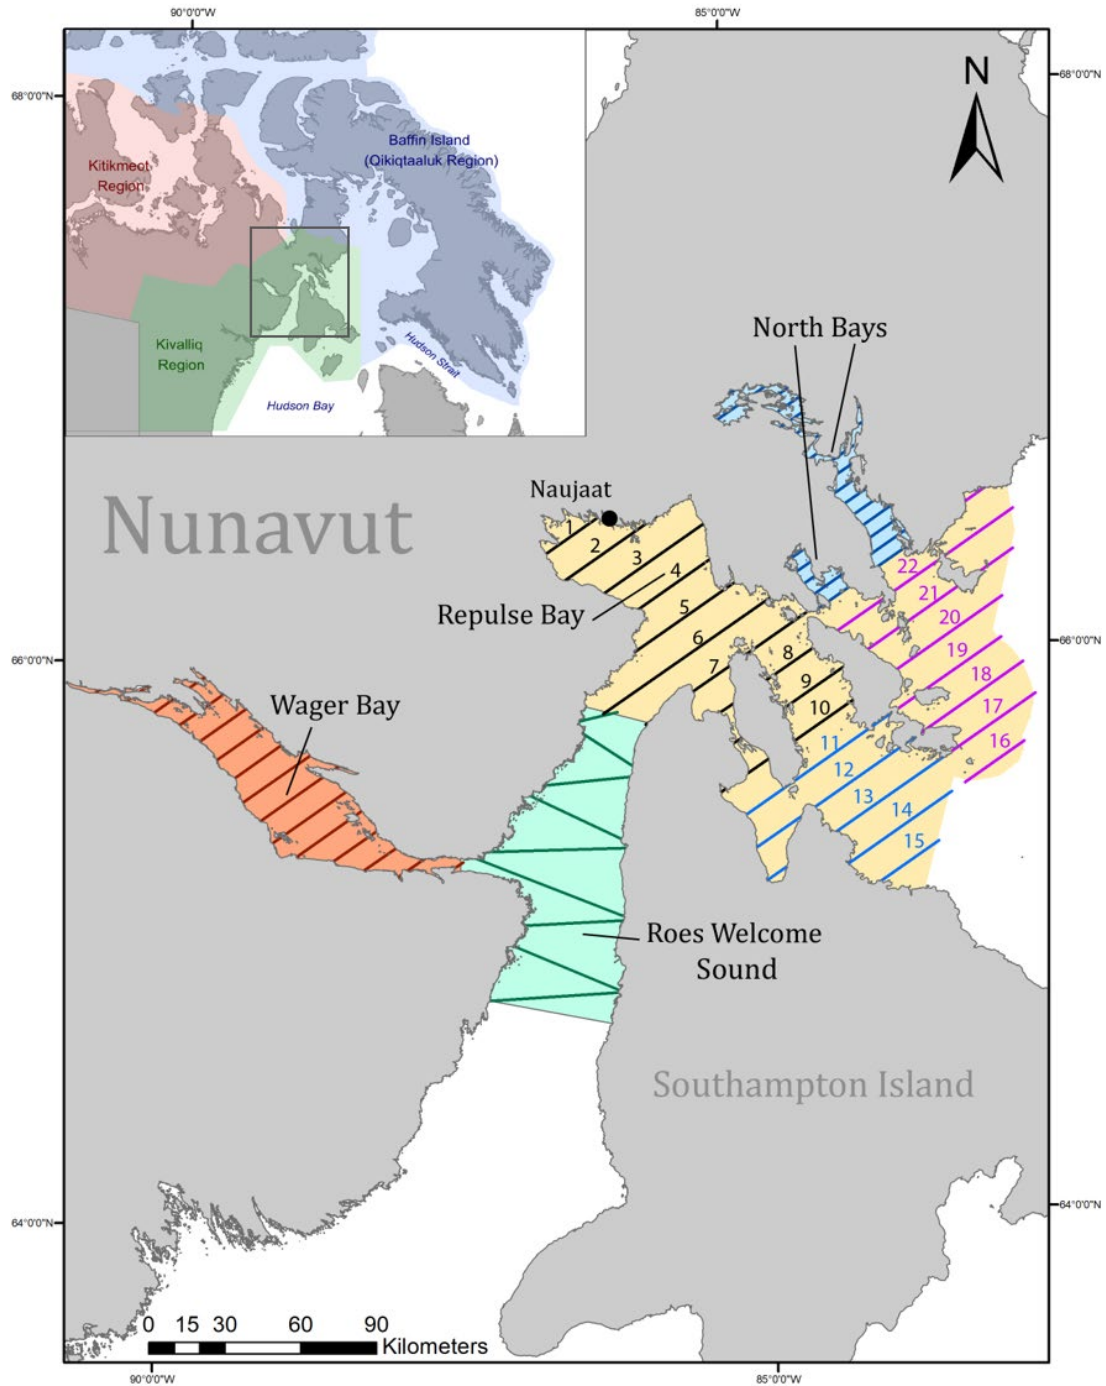 90°0'0"W
85°0'0"W
68°0'0"N
68°0'0"N
N
Baffin Island
(Qikiqtaaluk Region)
Kitikmeot
Region
Kivalliq
Region
Hudson Strait
Hudson Bay
North Bays
Naujaat
Nunavut
1
2
3
4
5
6
7
8
9
10
11
12
13
14
15
16
17
18
19
20
21
22
Repulse Bay
66°0'0"N
66°0'0"N
Wager Bay
Roes Welcome
Sound
Southampton Island
64°0'0"N
64°0'0"N
0 15 30 60 90
Kilometers
90°0'0"W
85°0'0"W